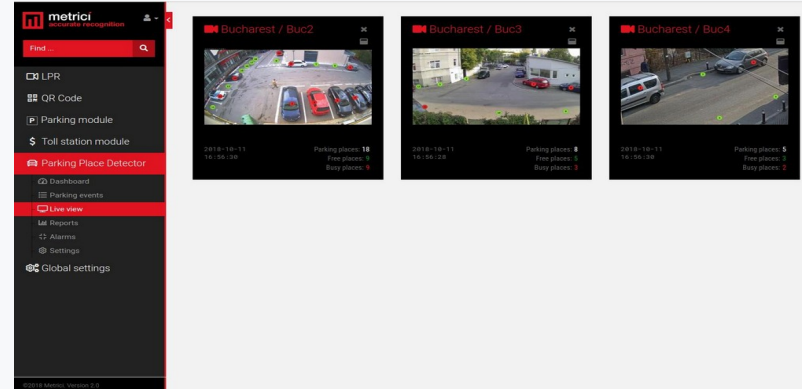 metrici
accurate recognition
Find ...
LPR
QR Code
P Parking module
$ Toll station module
Parking Place Detector
Dashboard
Parking events
Live view
Reports
Alarms
Settings
Global settings
©2018 Metrici, Version 2.0
Bucharest / Buc2
2018-10-11
16:56:30
Parking places: 18
Free places: 9
Busy places: 9
Bucharest / Buc3
2018-10-11
16:56:28
Parking places: 8
Free places: 5
Busy places: 3
Bucharest / Buc4
2018-10-11
16:56:30
Parking places: 5
Free places: 3
Busy places: 2